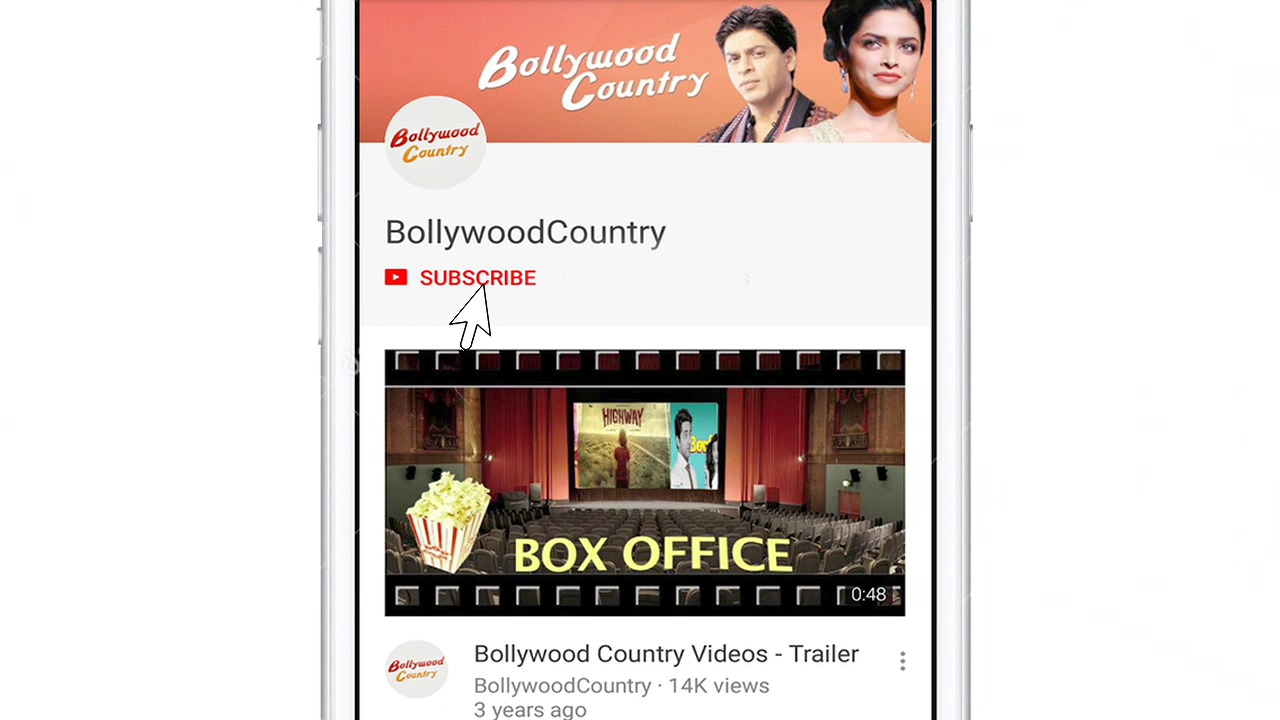 Bollywood
Country
Bollywood
Country
BollywoodCountry
SUBSCRIBE
HIGHWAY
BOX OFFICE
0:48
Bollywood Country Videos - Trailer
Bollywood
Country
BollywoodCountry · 14K views
3 years ago